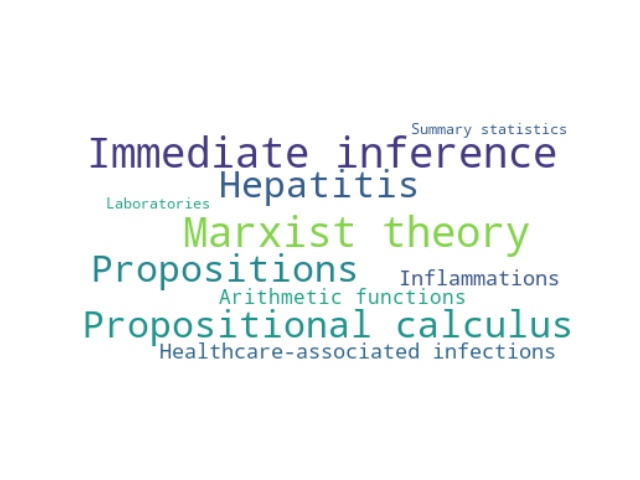 Summary statistics
Immediate inference
Hepatitis
Laboratories
Marxist theory
Propositions
Inflammations
Arithmetic functions
Propositional calculus
Healthcare-associated infections